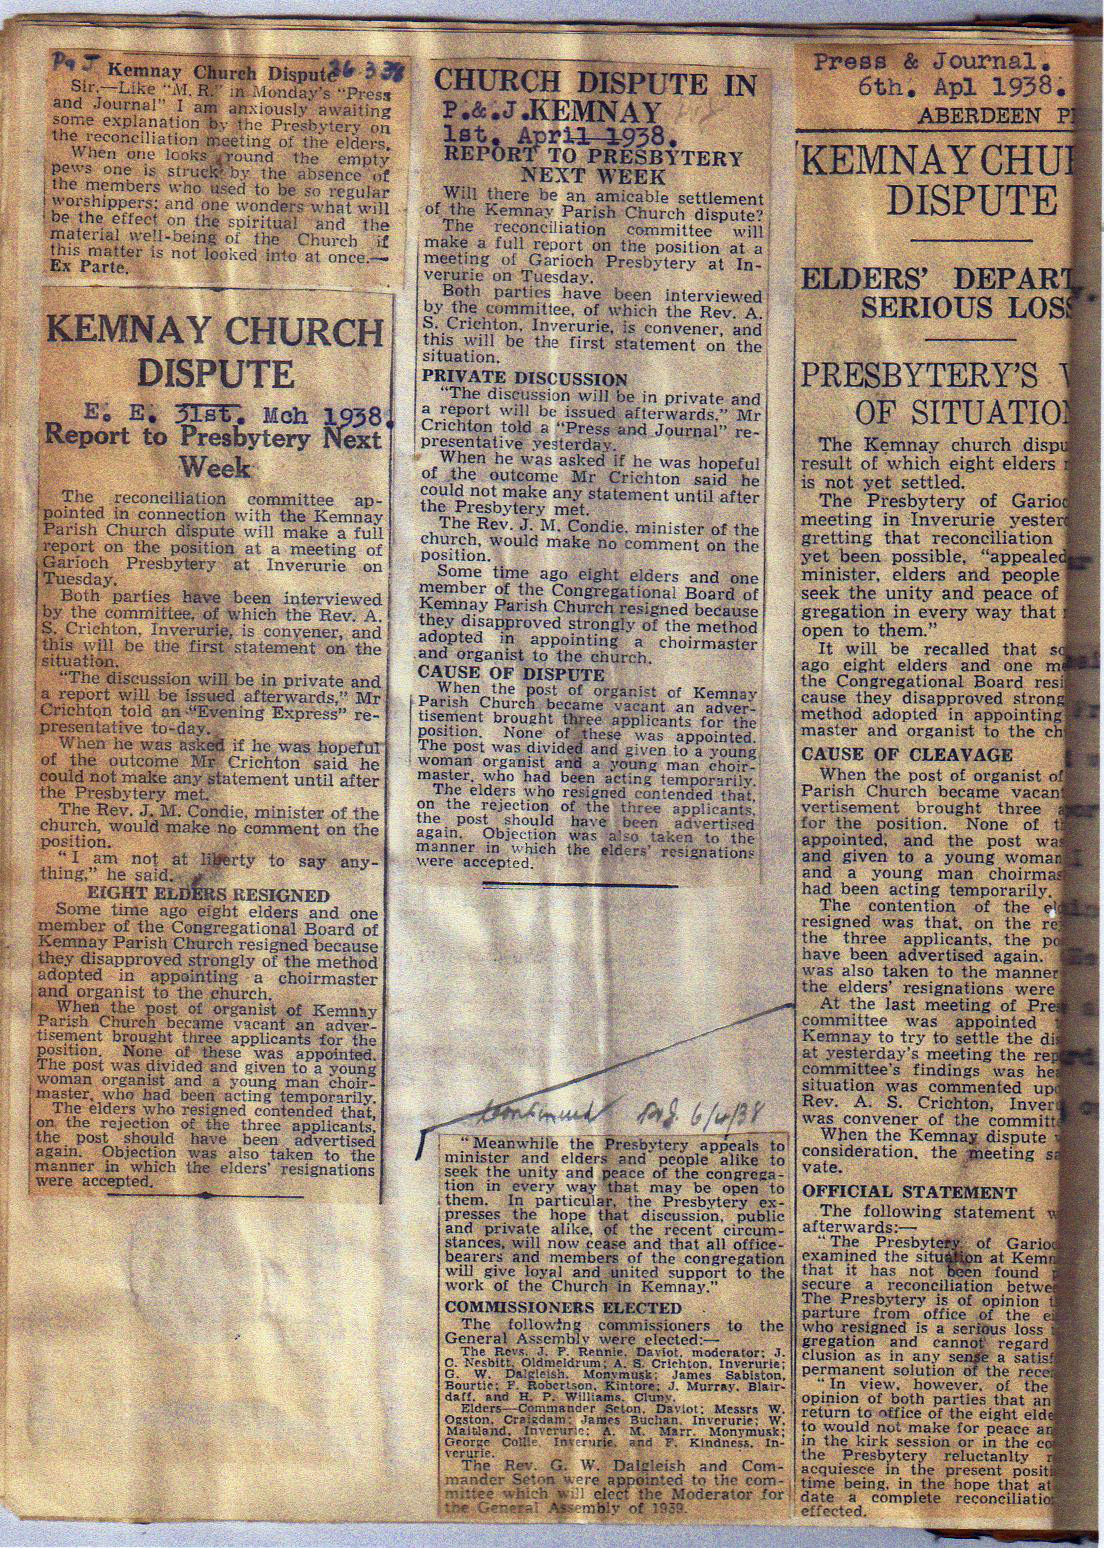 P & J Kemnay Church Dispute 26.3.38
Sir,—Like "M. R." in Monday's "Press
and Journal" I am anxiously awaiting
some explanation by the Presbytery on
the reconciliation meeting of the elders.
When one looks round the empty
pews one is struck by the absence of
the members who used to be so regular
worshippers; and one wonders what will
be the effect on the spiritual and the
material well-being of the Church if
this matter is not looked into at once.—
Ex Parte.
KEMNAY CHURCH
DISPUTE
E. E. 31st. Mch 1938.
Report to Presbytery Next
Week
The reconciliation committee ap-
pointed in connection with the Kemnay
Parish Church dispute will make a full
report on the position at a meeting of
Garioch Presbytery at Inverurie on
Tuesday.
Both parties have been interviewed
by the committee, of which the Rev. A.
S. Crichton, Inverurie, is convener, and
this will be the first statement on the
situation.
"The discussion will be in private and
a report will be issued afterwards," Mr
Crichton told an "Evening Express" re-
presentative to-day.
When he was asked if he was hopeful
of the outcome Mr Crichton said he
could not make any statement until after
the Presbytery met.
The Rev. J. M. Condie, minister of the
church, would make no comment on the
position.
"I am not at liberty to say any-
thing," he said.
EIGHT ELDERS RESIGNED
Some time ago eight elders and one
member of the Congregational Board of
Kemnay Parish Church resigned because
they disapproved strongly of the method
adopted in appointing a choirmaster
and organist to the church.
When the post of organist of Kemnay
Parish Church became vacant an adver-
tisement brought three applicants for the
position. None of these was appointed.
The post was divided and given to a young
woman organist and a young man choir-
master, who had been acting temporarily.
The elders who resigned contended that,
on the rejection of the three applicants,
the post should have been advertised
again. Objection was also taken to the
manner in which the elders' resignations
were accepted.
CHURCH DISPUTE IN
P.&.J. KEMNAY
1st. April 1938.
REPORT TO PRESBYTERY
NEXT WEEK
Will there be an amicable settlement
of the Kemnay Parish Church dispute?
The reconciliation committee will
make a full report on the position at a
meeting of Garioch Presbytery at In-
verurie on Tuesday.
Both parties have been interviewed
by the committee, of which the Rev. A.
S. Crichton, Inverurie, is convener, and
this will be the first statement on the
situation.
PRIVATE DISCUSSION
"The discussion will be in private and
a report will be issued afterwards," Mr
Crichton told a "Press and Journal" re-
presentative yesterday.
When he was asked if he was hopeful
of the outcome Mr Crichton said he
could not make any statement until after
the Presbytery met.
The Rev. J. M. Condie, minister of the
church, would make no comment on the
position.
Some time ago eight elders and one
member of the Congregational Board of
Kemnay Parish Church resigned because
they disapproved strongly of the method
adopted in appointing a choirmaster
and organist to the church.
CAUSE OF DISPUTE
When the post of organist of Kemnay
Parish Church became vacant an adver-
tisement brought three applicants for the
position. None of these was appointed.
The post was divided and given to a young
woman organist and a young man choir-
master, who had been acting temporarily.
The elders who resigned contended that,
on the rejection of the three applicants,
the post should have been advertised
again. Objection was also taken to the
manner in which the elders' resignations
were accepted.
Continued P&J. 6/4/38
"Meanwhile the Presbytery appeals to
minister and elders and people alike to
seek the unity and peace of the congrega-
tion in every way that may be open to
them. In particular, the Presbytery ex-
presses the hope that discussion, public
and private alike, of the recent circum-
stances, will now cease and that all office-
bearers and members of the congregation
will give loyal and united support to the
work of the Church in Kemnay."
COMMISSIONERS ELECTED
The following commissioners to the
General Assembly were elected:—
The Revs. J. P. Rennie, Daviot, moderator; J.
C. Nesbitt, Oldmeldrum; A. S. Crichton, Inverurie;
G. W. Dalgleish, Monymusk; James Sabiston,
Bourtie; F. Robertson, Kintore; J. Murray, Blair-
daff, and H. P. Williams, Cluny.
Elders—Commander Seton, Daviot; Messrs W.
Ogston, Craigdam; James Buchan, Inverurie; W.
Maitland, Inverurie; A. M. Marr, Monymusk;
George Collie, Inverurie, and F. Kindness, In-
verurie.
The Rev. G. W. Dalgleish and Com-
mander Seton were appointed to the com-
mittee which will elect the Moderator for
the General Assembly of 1939.
Press & Journal.
6th. Apl 1938.
ABERDEEN P
KEMNAY CHU
DISPUTE
ELDERS' DEPART
SERIOUS LOSS
PRESBYTERY'S
OF SITUATION
The Kemnay church dispu
result of which eight elders
is not yet settled.
The Presbytery of Garioc
meeting in Inverurie yester
gretting that reconciliation
yet been possible, "appealed
minister, elders and people
seek the unity and peace of
gregation in every way that
open to them."
It will be recalled that so
ago eight elders and one me
the Congregational Board resi
cause they disapproved strong
method adopted in appointing
master and organist to the ch
CAUSE OF CLEAVAGE
When the post of organist of
Parish Church became vacant
vertisement brought three a
for the position. None of t
appointed, and the post was
and given to a young woman
and a young man choirmas
had been acting temporarily.
The contention of the el
resigned was that, on the re
the three applicants, the po
have been advertised again.
was also taken to the manner
the elders' resignations were
At the last meeting of Pres
committee was appointed
Kemnay to try to settle the dis
at yesterday's meeting the rep
committee's findings was hea
situation was commented upo
Rev. A. S. Crichton, Inveru
was convener of the committe
When the Kemnay dispute
consideration, the meeting sa
vate.
OFFICIAL STATEMENT
The following statement w
afterwards:—
"The Presbytery of Garioc
examined the situation at Kemn
that it has not been found p
secure a reconciliation betwe
The Presbytery is of opinion t
parture from office of the e
who resigned is a serious loss
gregation and cannot regard
clusion as in any sense a satis
permanent solution of the rece
"In view, however, of the
opinion of both parties that an
return to office of the eight elde
to would not make for peace an
in the kirk session or in the co
the Presbytery reluctantly
acquiesce in the present positi
time being, in the hope that at
date a complete reconciliatio
effected.